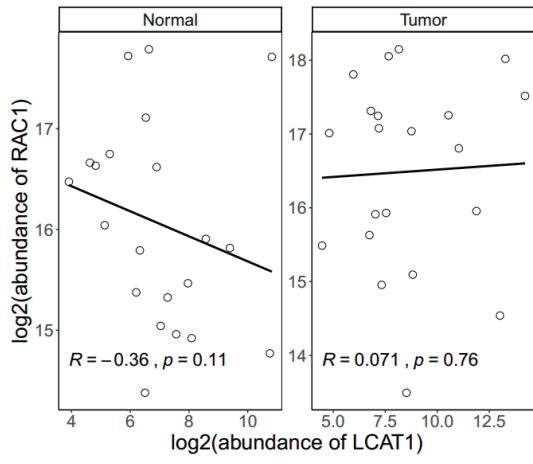 Normal
Tumor
log2(abundance of RAC1)
17
16
15
18
17
16
15
14
R = −0.36 , p = 0.11
R = 0.071 , p = 0.76
4
6
8
10
5.0
7.5
10.0
12.5
log2(abundance of LCAT1)